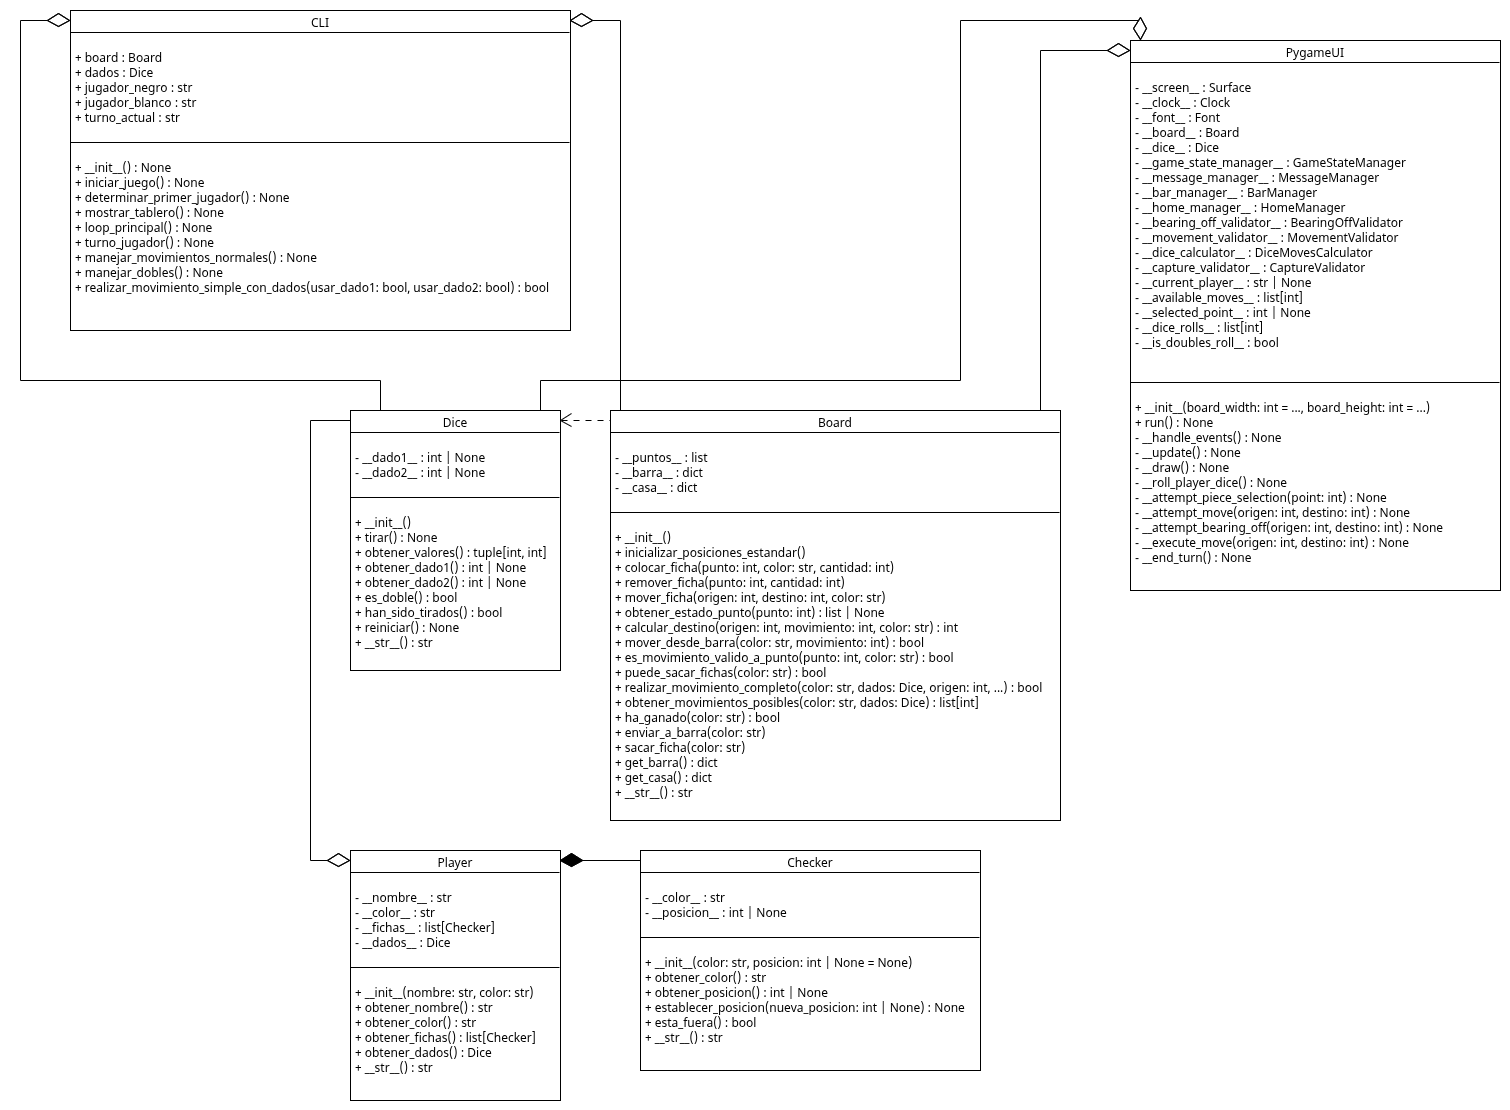 CLI
+ board : Board
+ dados : Dice
+ jugador_negro : str
+ jugador_blanco : str
+ turno_actual : str
+ __init__() : None
+ iniciar_juego() : None
+ determinar_primer_jugador() : None
+ mostrar_tablero() : None
+ loop_principal() : None
+ turno_jugador() : None
+ manejar_movimientos_normales() : None
+ manejar_dobles() : None
+ realizar_movimiento_simple_con_dados(usar_dado1: bool, usar_dado2: bool) : bool
PygameUI
- __screen__ : Surface
- __clock__ : Clock
- __font__ : Font
- __board__ : Board
- __dice__ : Dice
- __game_state_manager__ : GameStateManager
- __message_manager__ : MessageManager
- __bar_manager__ : BarManager
- __home_manager__ : HomeManager
- __bearing_off_validator__ : BearingOffValidator
- __movement_validator__ : MovementValidator
- __dice_calculator__ : DiceMovesCalculator
- __capture_validator__ : CaptureValidator
- __current_player__ : str | None
- __available_moves__ : list[int]
- __selected_point__ : int | None
- __dice_rolls__ : list[int]
- __is_doubles_roll__ : bool
+ __init__(board_width: int = ..., board_height: int = ...)
+ run() : None
- __handle_events() : None
- __update() : None
- __draw() : None
- __roll_player_dice() : None
- __attempt_piece_selection(point: int) : None
- __attempt_move(origen: int, destino: int) : None
- __attempt_bearing_off(origen: int, destino: int) : None
- __execute_move(origen: int, destino: int) : None
- __end_turn() : None
Dice
- __dado1__ : int | None
- __dado2__ : int | None
+ __init__()
+ tirar() : None
+ obtener_valores() : tuple[int, int]
+ obtener_dado1() : int | None
+ obtener_dado2() : int | None
+ es_doble() : bool
+ han_sido_tirados() : bool
+ reiniciar() : None
+ __str__() : str
Board
- __puntos__ : list
- __barra__ : dict
- __casa__ : dict
+ __init__()
+ inicializar_posiciones_estandar()
+ colocar_ficha(punto: int, color: str, cantidad: int)
+ remover_ficha(punto: int, cantidad: int)
+ mover_ficha(origen: int, destino: int, color: str)
+ obtener_estado_punto(punto: int) : list | None
+ calcular_destino(origen: int, movimiento: int, color: str) : int
+ mover_desde_barra(color: str, movimiento: int) : bool
+ es_movimiento_valido_a_punto(punto: int, color: str) : bool
+ puede_sacar_fichas(color: str) : bool
+ realizar_movimiento_completo(color: str, dados: Dice, origen: int, ...) : bool
+ obtener_movimientos_posibles(color: str, dados: Dice) : list[int]
+ ha_ganado(color: str) : bool
+ enviar_a_barra(color: str)
+ sacar_ficha(color: str)
+ get_barra() : dict
+ get_casa() : dict
+ __str__() : str
Player
- __nombre__ : str
- __color__ : str
- __fichas__ : list[Checker]
- __dados__ : Dice
+ __init__(nombre: str, color: str)
+ obtener_nombre() : str
+ obtener_color() : str
+ obtener_fichas() : list[Checker]
+ obtener_dados() : Dice
+ __str__() : str
Checker
- __color__ : str
- __posicion__ : int | None
+ __init__(color: str, posicion: int | None = None)
+ obtener_color() : str
+ obtener_posicion() : int | None
+ establecer_posicion(nueva_posicion: int | None) : None
+ esta_fuera() : bool
+ __str__() : str